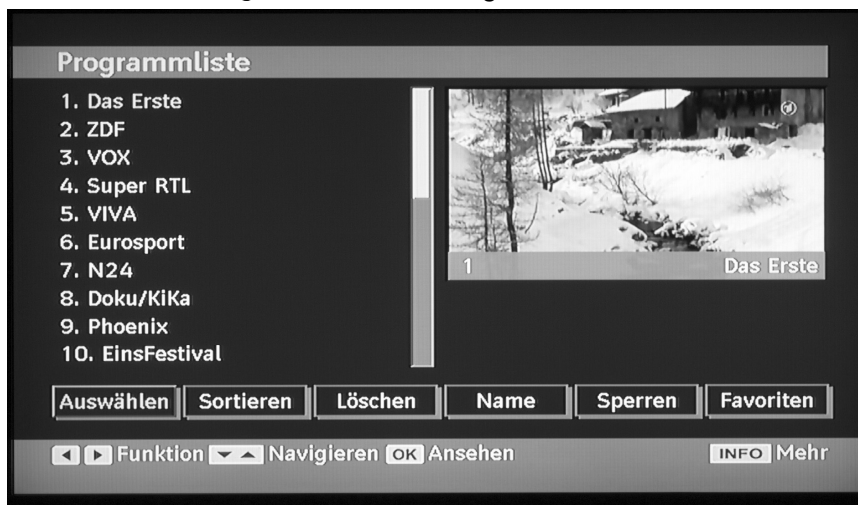 Programmliste
1. Das Erste
2. ZDF
3. VOX
4. Super RTL
5. VIVA
6. Eurosport
7. N24
8. Doku/KiKa
9. Phoenix
10. EinsFestival
1 Das Erste
Auswählen Sortieren Löschen Name Sperren Favoriten
Funktion Navigieren OK Ansehen INFO Mehr